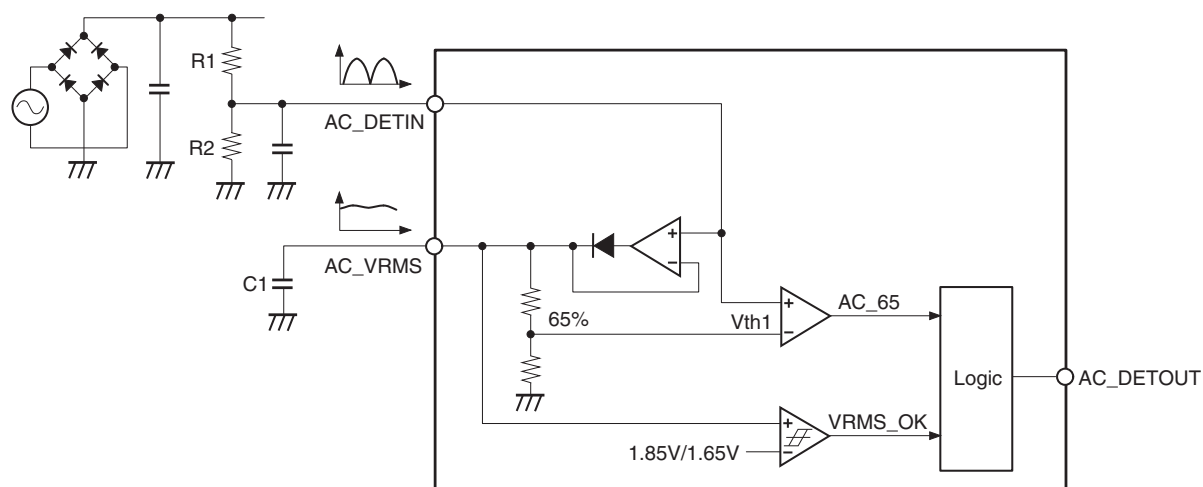 R1
AC_DETIN
R2
AC_VRMS
C1
65%
Vth1
AC_65
Logic
AC_DETOUT
VRMS_OK
1.85V/1.65V